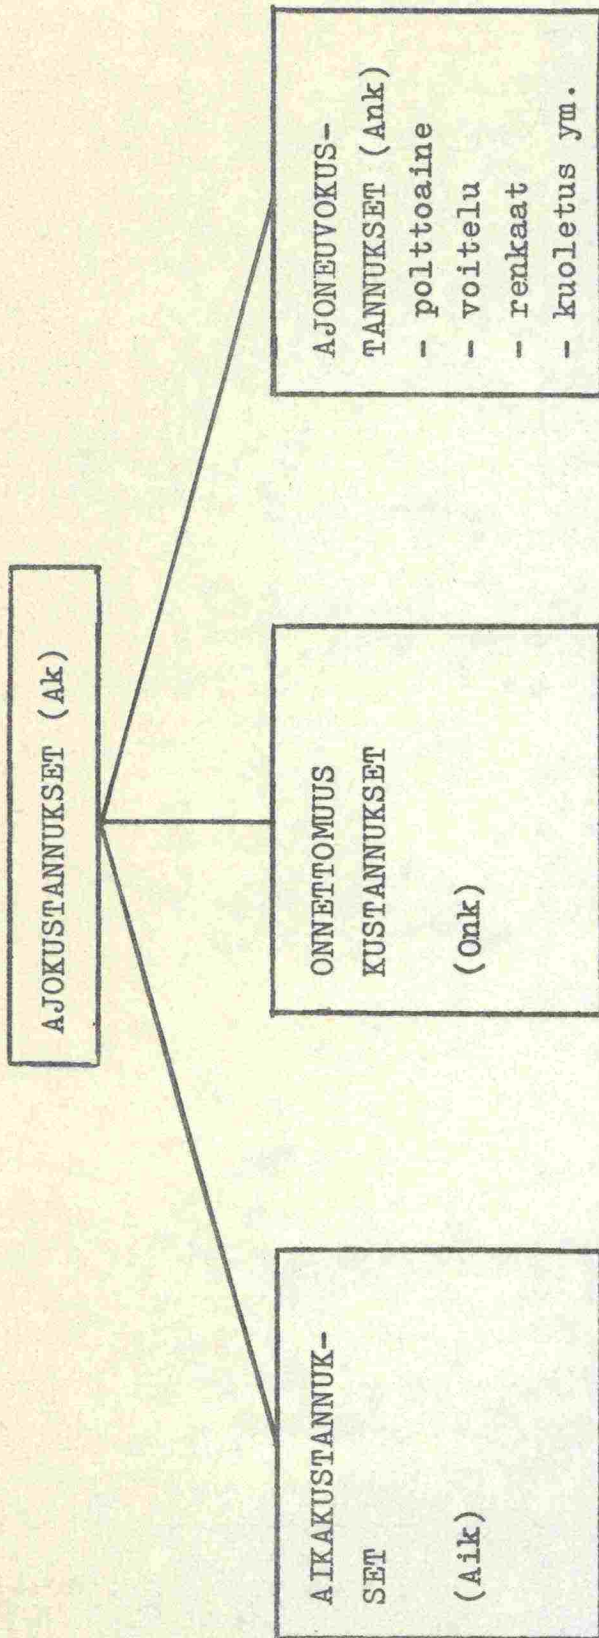 AJOKUSTANNUKSET (Ak)
AIKAKUSTANNUK-
SET
(Aik)
ONNETTOMUUS
KUSTANNUKSET
(Onk)
AJONEUVOKUS-
TANNUKSET (Ank)
- polttoaine
- voitelu
- renkaat
- kuoletus ym.